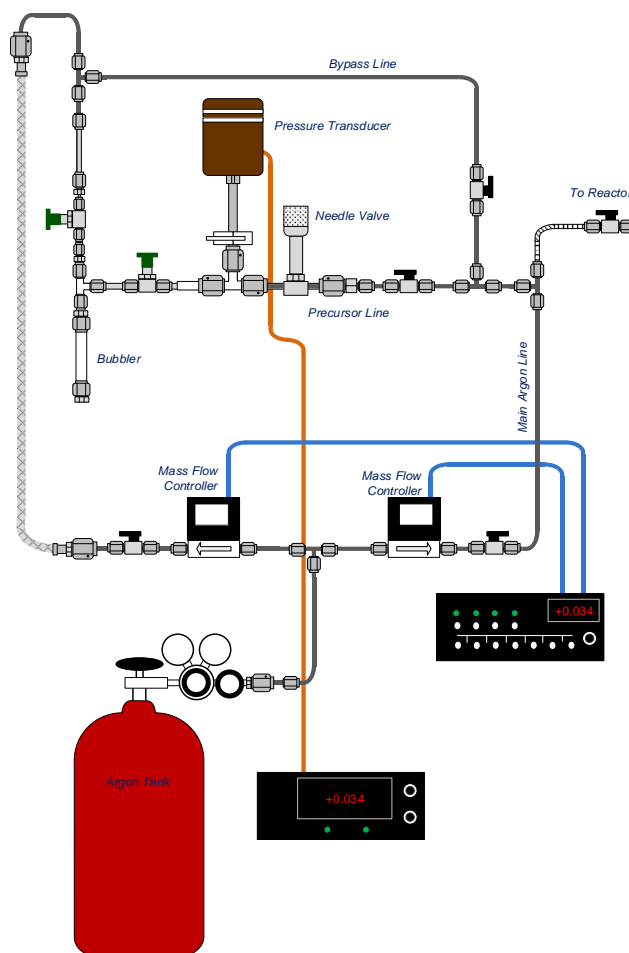 Bypass Line
Pressure Transducer
To Reactor
Needle Valve
Precursor Line
Bubbler
Main Argon Line
Mass Flow
Controller
Mass Flow
Controller
+0.034
Argon Tank
+0.034